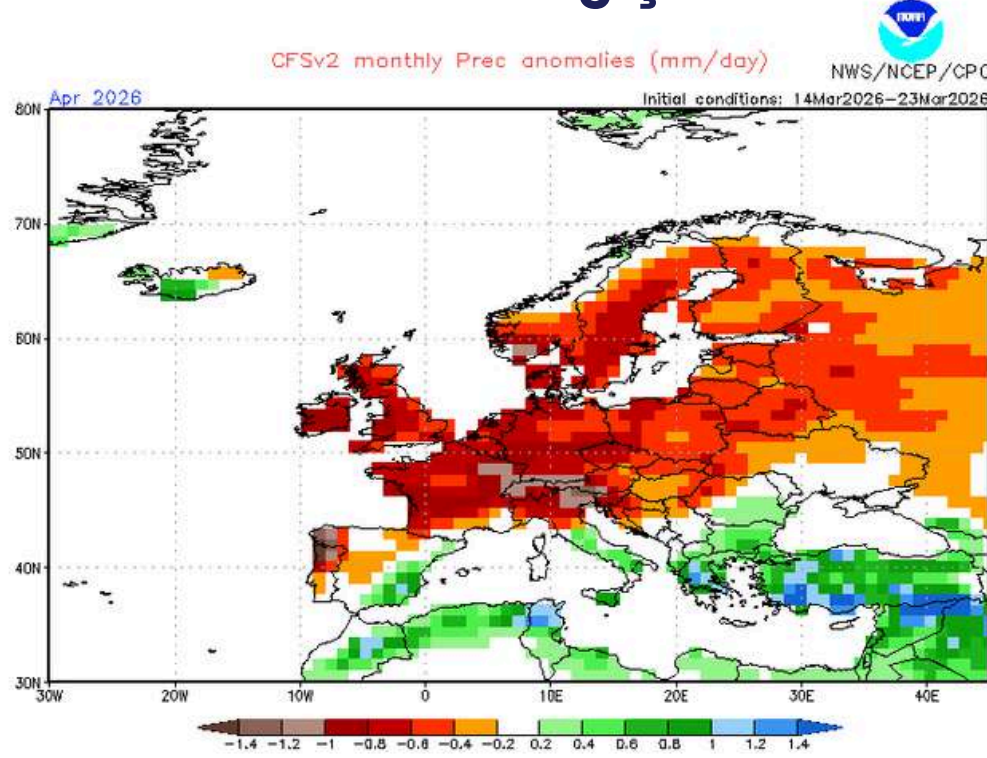 noaa
CFSv2 monthly Prec anomalies (mm/day)
NWS/NCEP/CPC
Apr 2026
Initial conditions: 14Mar2026−23Mar2026
80N
70N
60N
50N
40N
30N
30W 20W 10W 0 10E 20E 30E 40E
−1.4 −1.2 −1 −0.8 −0.6 −0.4 −0.2 0.2 0.4 0.6 0.8 1 1.2 1.4